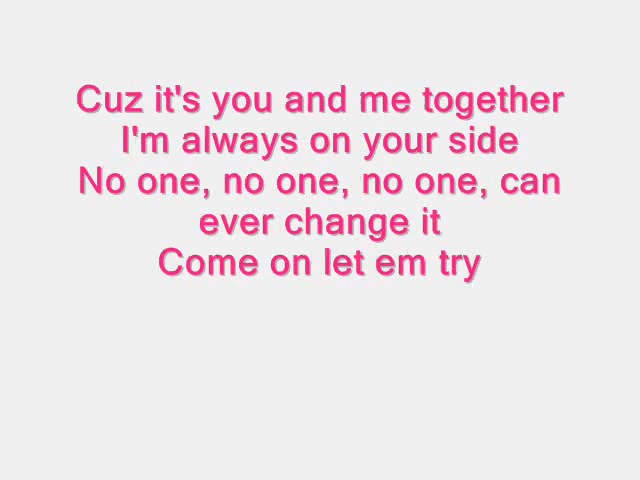 Cuz it's you and me together
I'm always on your side
No one, no one, no one, can
ever change it
Come on let em try